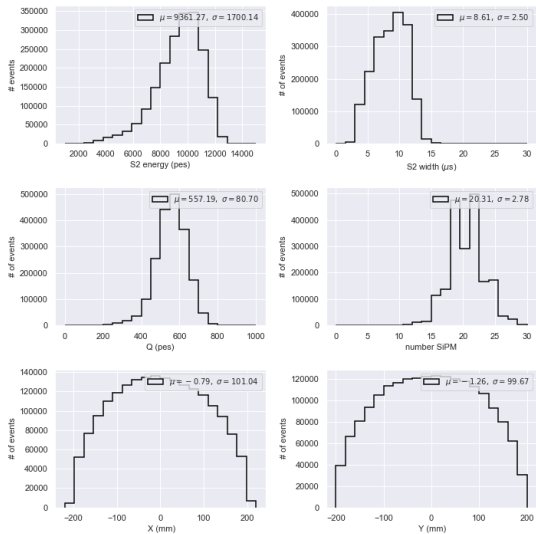 350000
300000
250000
200000
150000
100000
50000
0
# of events
μ = 9361.27, σ = 1700.14
2000 4000 6000 8000 10000 12000 14000
S2 energy (pes)
400000
300000
200000
100000
0
# of events
μ = 8.61, σ = 2.50
0 5 10 15 20 25 30
S2 width (μs)
500000
400000
300000
200000
100000
0
# of events
μ = 557.19, σ = 80.70
0 200 400 600 800 1000
Q (pes)
500000
400000
300000
200000
100000
0
# of events
μ = 20.31, σ = 2.78
0 5 10 15 20 25 30
number SiPM
140000
120000
100000
80000
60000
40000
20000
0
# of events
μ = −0.79, σ = 101.04
−200 −100 0 100 200
X (mm)
120000
100000
80000
60000
40000
20000
0
# of events
μ = −1.26, σ = 99.67
−200 −100 0 100 200
Y (mm)